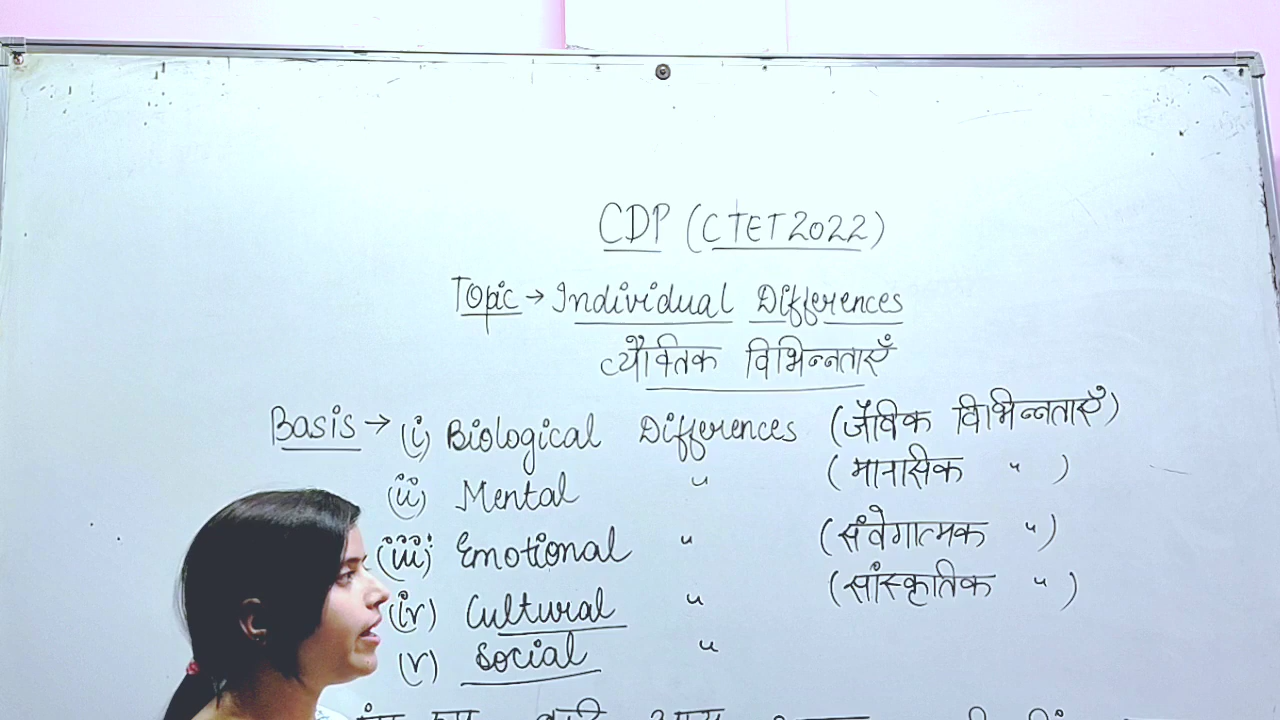 CDP (CTET 2022)
Topic → Individual Differences
व्यैक्तिक विभिन्नताएँ
Basis → (i) Biological Differences (जैविक विभिन्नताएँ)
(ii) Mental " (मानसिक ")
(iii) Emotional " (संवेगात्मक ")
(iv) Cultural " (सांस्कृतिक ")
(v) Social "